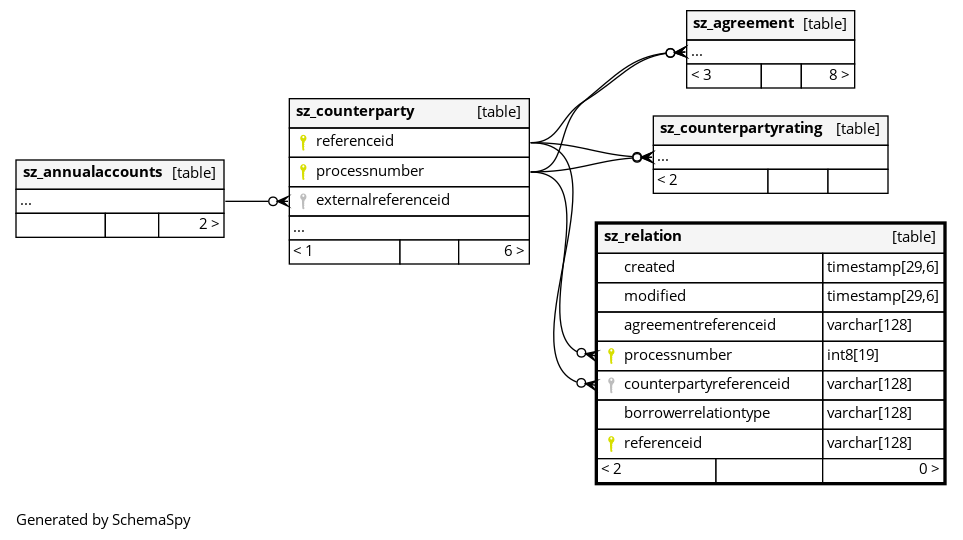 sz_agreement [table]
...
< 3 8 >
sz_counterparty [table]
referenceid
processnumber
externalreferenceid
...
< 1 6 >
sz_counterpartyrating [table]
...
< 2
sz_annualaccounts [table]
...
2 >
sz_relation [table]
created timestamp[29,6]
modified timestamp[29,6]
agreementreferenceid varchar[128]
processnumber int8[19]
counterpartyreferenceid varchar[128]
borrowerrelationtype varchar[128]
referenceid varchar[128]
< 2 0 >
Generated by SchemaSpy